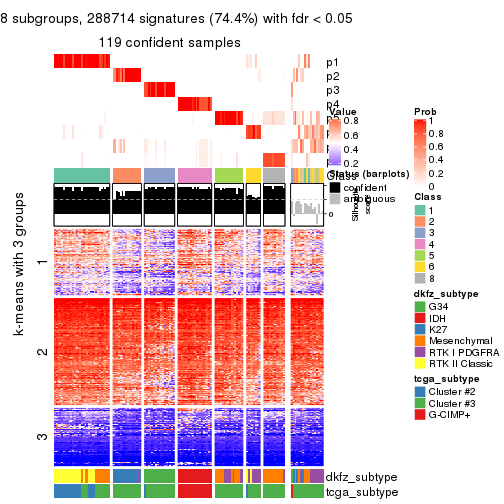 8 subgroups, 288714 signatures (74.4%) with fdr < 0.05
119 confident samples
p1
p2
p3
p4
k-means with 3 groups
1
2
3
Value
0.8
0.6
0.4
0.2
Status (barplots)
confident
ambiguous
0
Prob
1
0.8
0.6
0.4
0.2
0
Class
1
2
3
4
5
6
8
dkfz_subtype
G34
IDH
K27
Mesenchymal
RTK I PDGFRA
RTK II Classic
tcga_subtype
Cluster #2
Cluster #3
G-CIMP+
dkfz_subtype
tcga_subtype